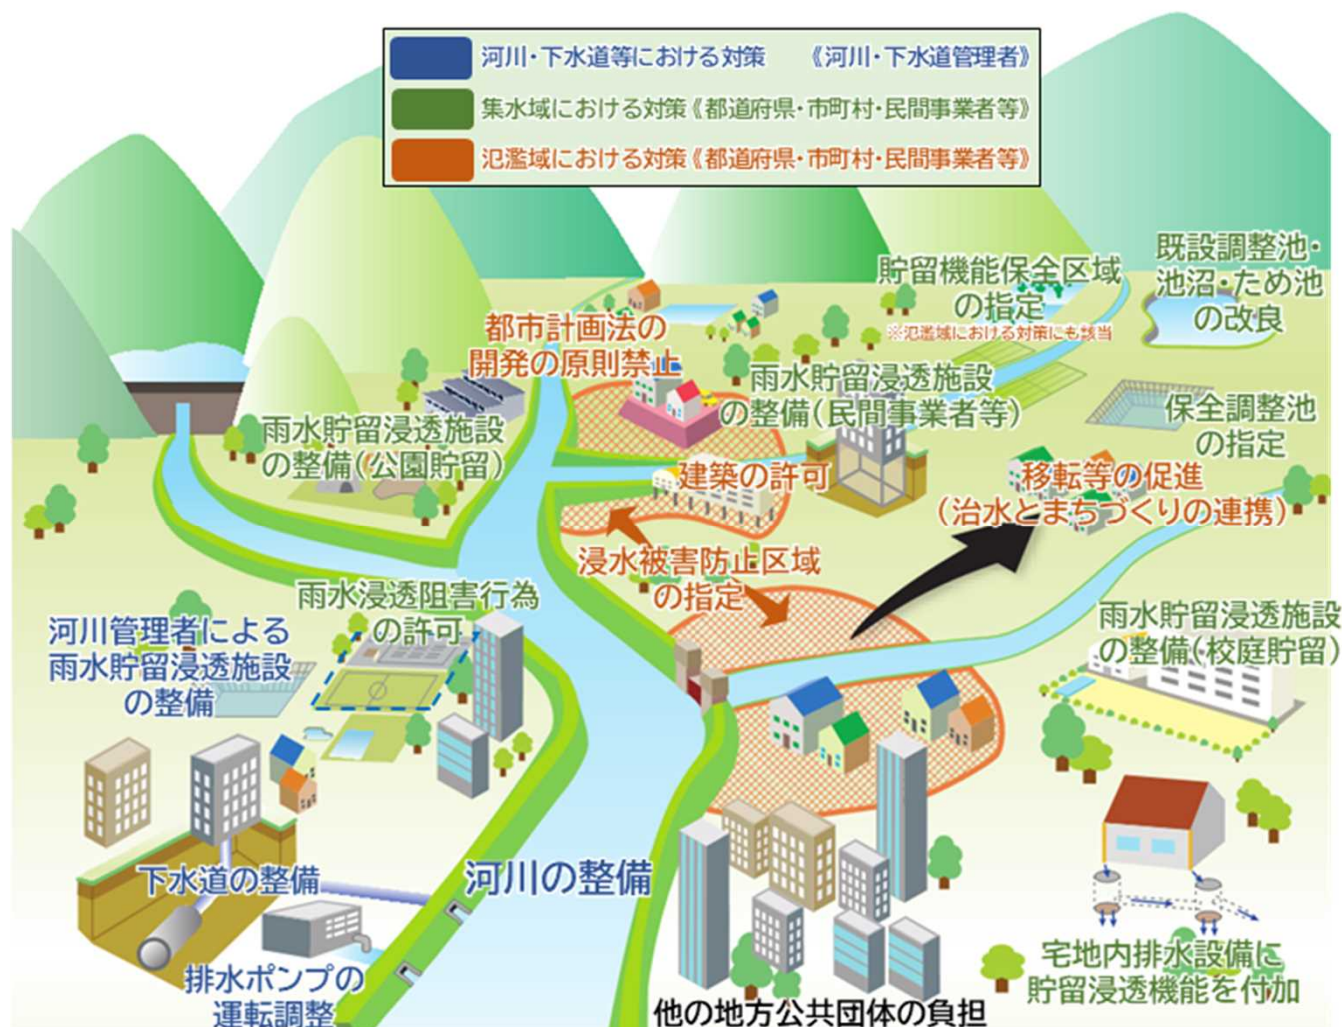 河川・下水道等における対策　《河川・下水道管理者》
集水域における対策《都道府県・市町村・民間事業者等》
氾濫域における対策《都道府県・市町村・民間事業者等》
既設調整池・
池沼・ため池
の改良
貯留機能保全区域
の指定
※氾濫域における対策にも該当
都市計画法の
開発の原則禁止
雨水貯留浸透施設
の整備(民間事業者等)
保全調整池
の指定
雨水貯留浸透施設
の整備(公園貯留)
建築の許可
移転等の促進
(治水とまちづくりの連携)
浸水被害防止区域
の指定
雨水浸透阻害行為
の許可
河川管理者による
雨水貯留浸透施設
の整備
雨水貯留浸透施設
の整備(校庭貯留)
下水道の整備
河川の整備
排水ポンプの
運転調整
宅地内排水設備に
貯留浸透機能を付加
他の地方公共団体の負担